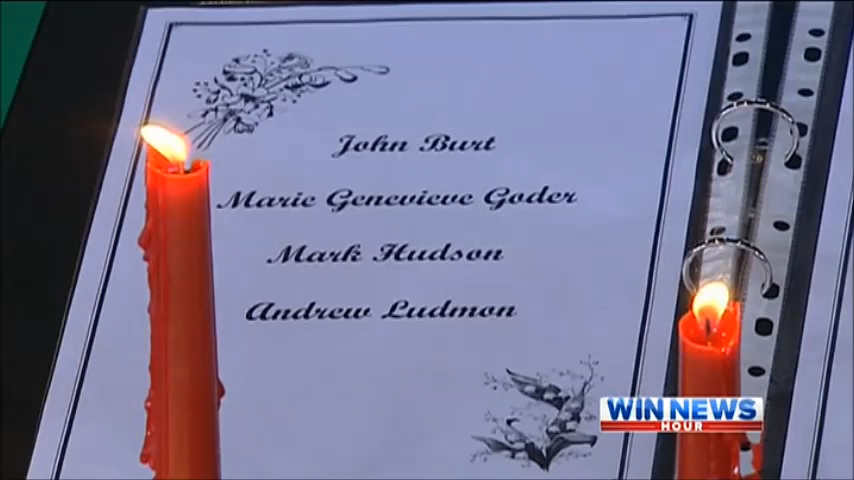 John Burt
Marie Genevieve Goder
Mark Hudson
Andrew Ludmon
WIN NEWS
HOUR